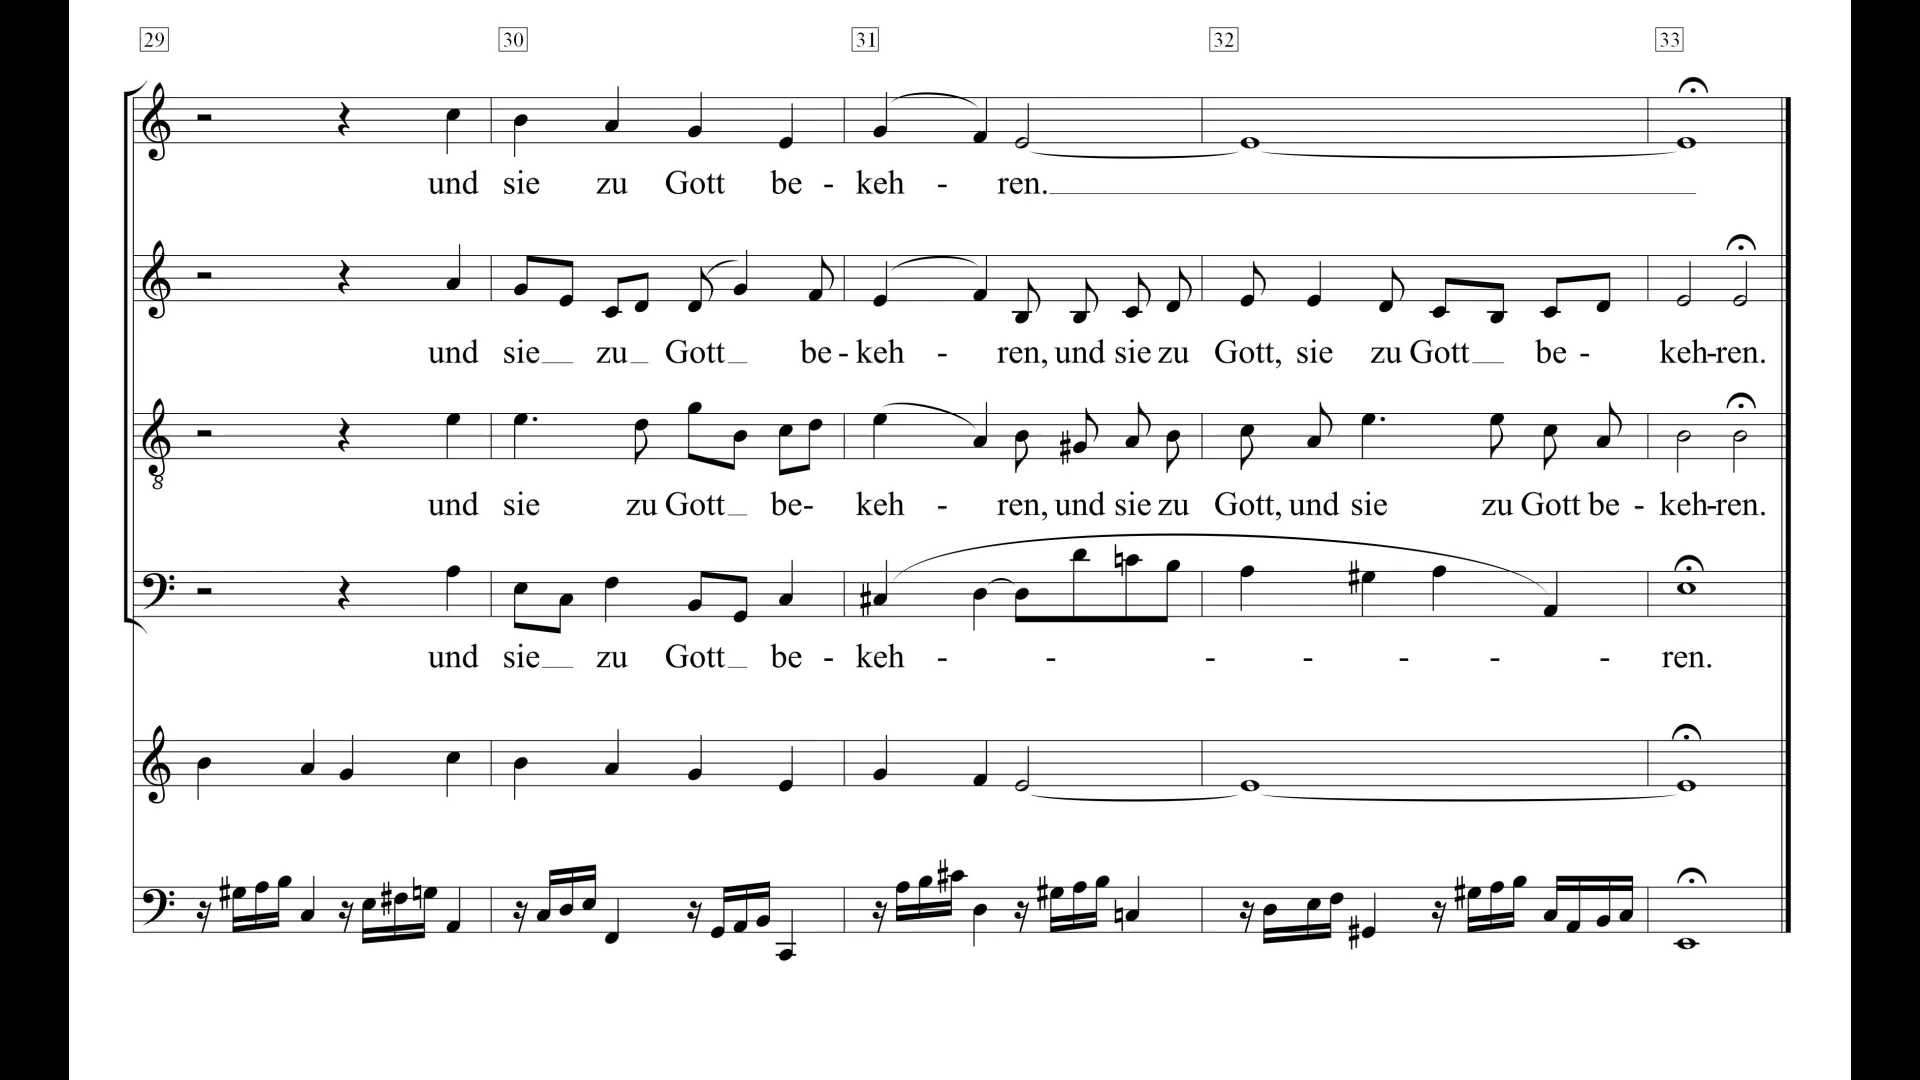 29 30 31 32 33
und sie zu Gott be - keh - ren.
und sie zu Gott be - keh - ren, und sie zu Gott, sie zu Gott be - keh-ren.
und sie zu Gott be- keh - ren, und sie zu Gott, und sie zu Gott be - keh-ren.
8
und sie zu Gott be - keh - - - - - - - ren.